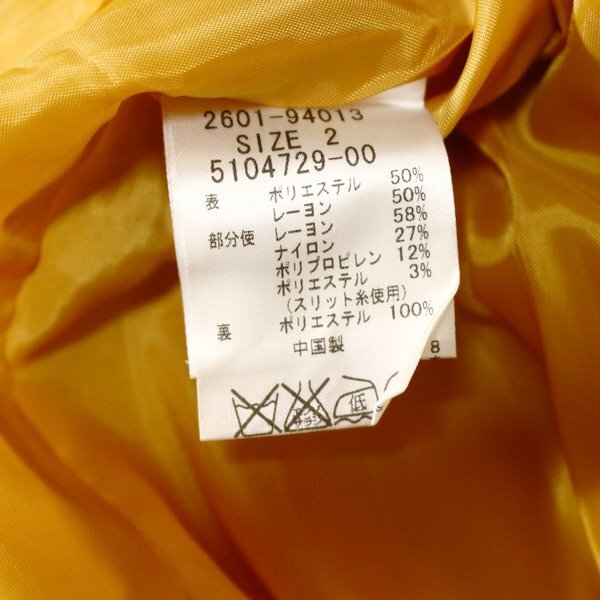 2601-94013
SIZE 2
5104729-00
表 ポリエステル 50%
レーヨン 50%
部分使 レーヨン 58%
ナイロン 27%
ポリプロピレン 12%
ポリエステル 3%
(スリット糸使用)
裏 ポリエステル 100%
中国製
8
低